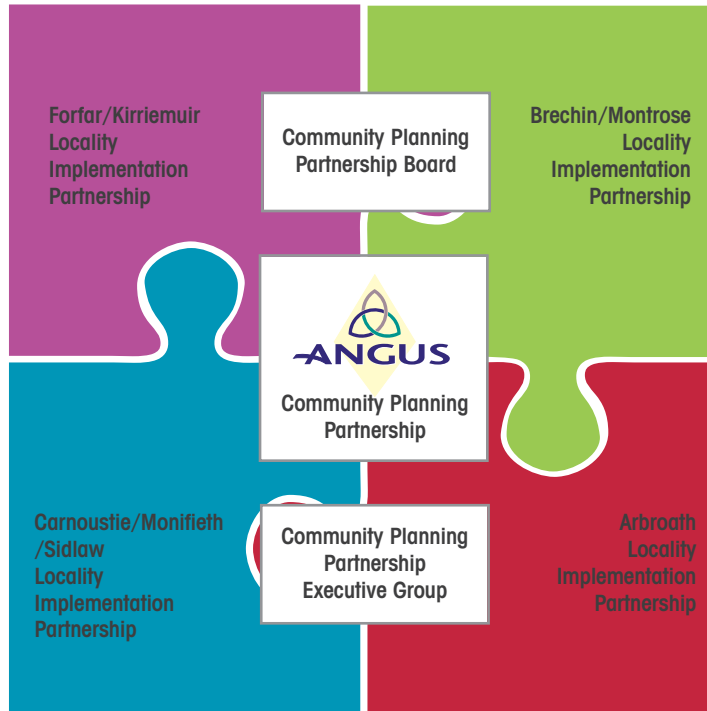 Forfar/Kirriemuir
Locality
Implementation
Partnership
Community Planning
Partnership Board
Brechin/Montrose
Locality
Implementation
Partnership
ANGUS
Community Planning
Partnership
Carnoustie/Monifieth
/Sidlaw
Locality
Implementation
Partnership
Community Planning
Partnership
Executive Group
Arbroath
Locality
Implementation
Partnership